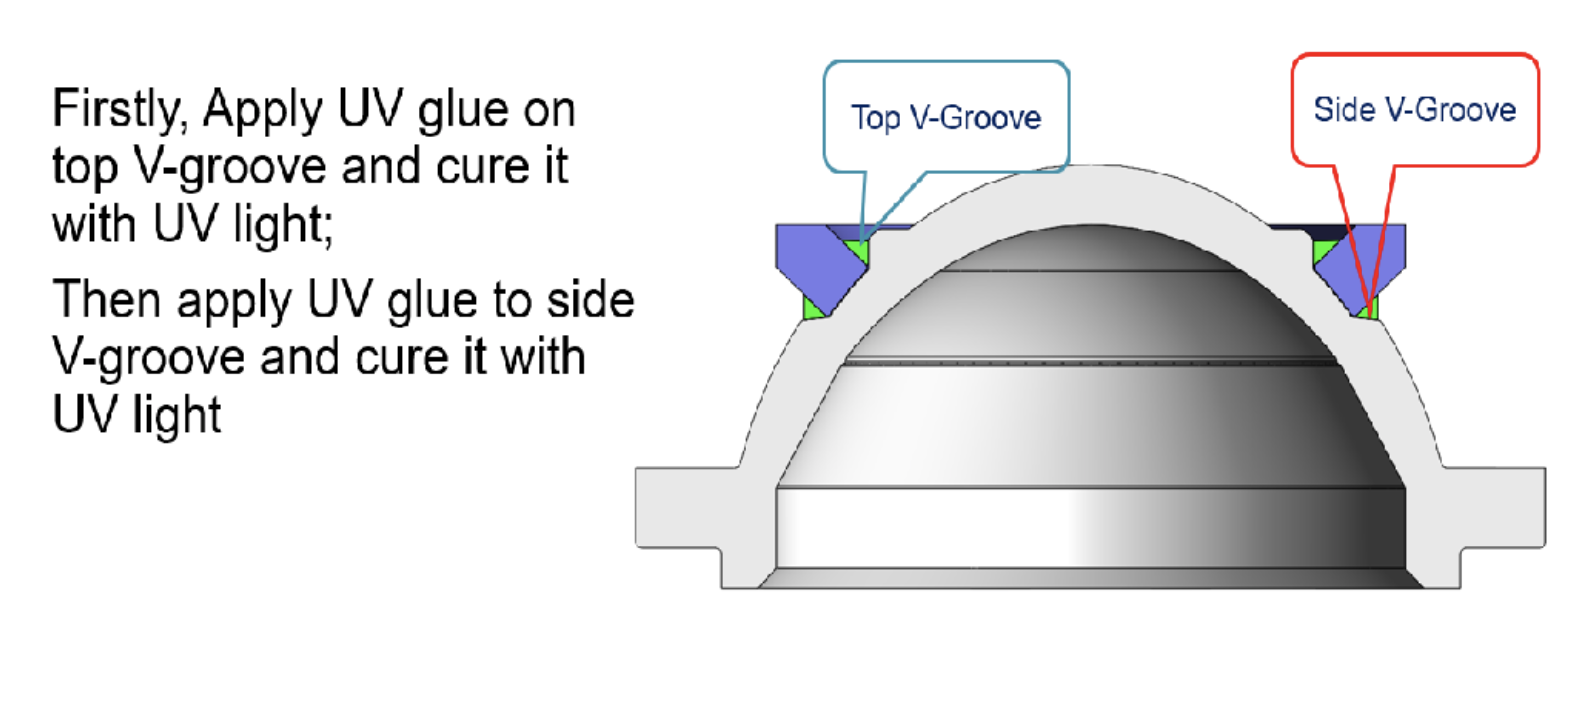 Firstly, Apply UV glue on
top V-groove and cure it
with UV light;
Then apply UV glue to side
V-groove and cure it with
UV light
Top V-Groove
Side V-Groove